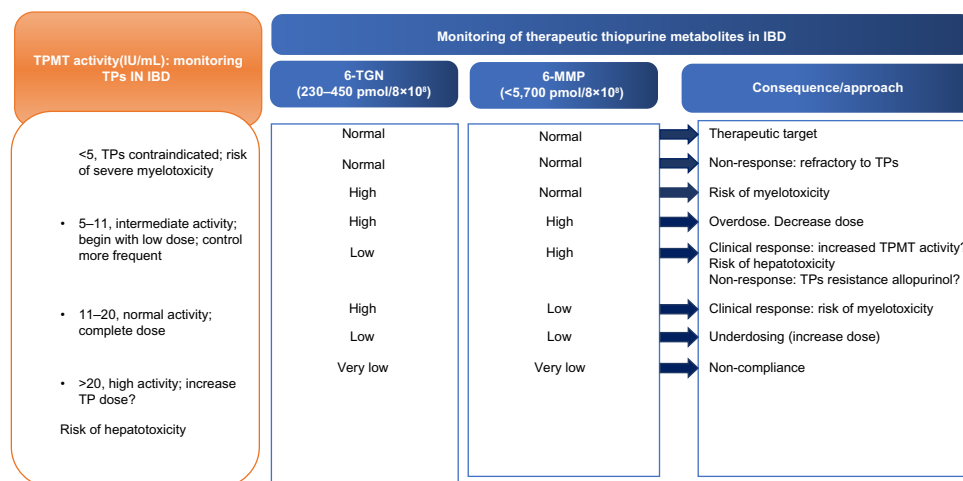 TPMT activity(IU/mL): monitoring
TPs IN IBD
<5, TPs contraindicated; risk
of severe myelotoxicity
• 5–11, intermediate activity;
begin with low dose; control
more frequent
• 11–20, normal activity;
complete dose
• >20, high activity; increase
TP dose?
Risk of hepatotoxicity
Monitoring of therapeutic thiopurine metabolites in IBD
6-TGN
(230–450 pmol/8×10⁸)
6-MMP
(<5,700 pmol/8×10⁸)
Consequence/approach
Normal Normal Therapeutic target
Normal Normal Non-response: refractory to TPs
High Normal Risk of myelotoxicity
High High Overdose. Decrease dose
Low High Clinical response: increased TPMT activity?
Risk of hepatotoxicity
Non-response: TPs resistance allopurinol?
High Low Clinical response: risk of myelotoxicity
Low Low Underdosing (increase dose)
Very low Very low Non-compliance